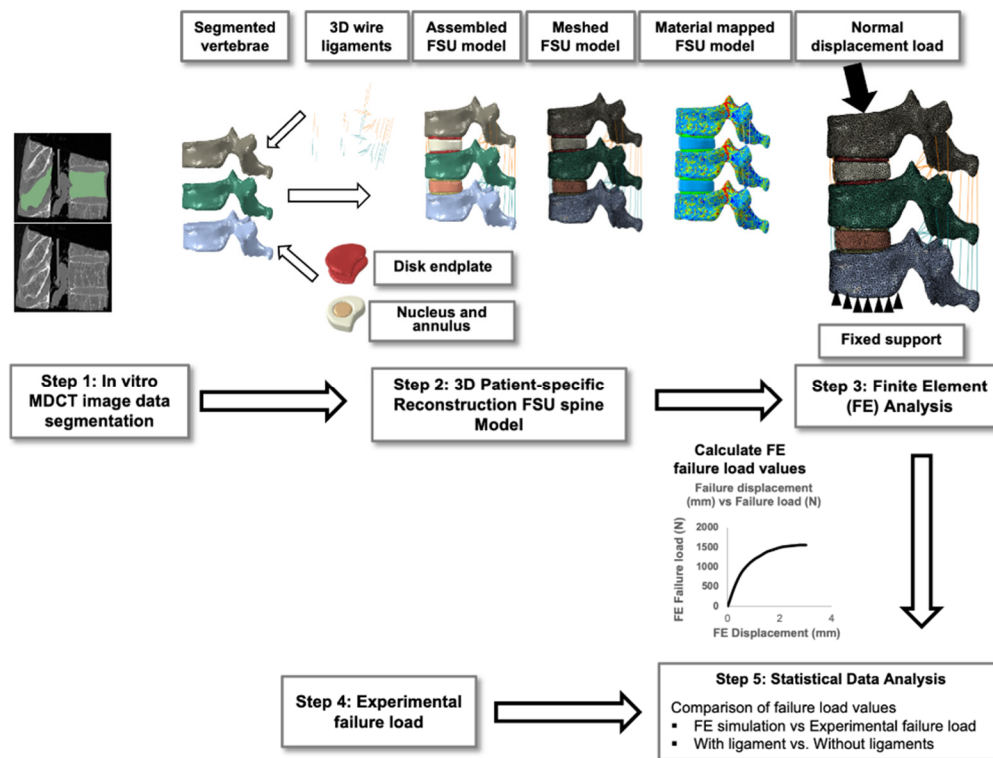 Segmented
vertebrae
3D wire
ligaments
Assembled
FSU model
Meshed
FSU model
Material mapped
FSU model
Normal
displacement load
Disk endplate
Nucleus and
annulus
Fixed support
Step 1: In vitro
MDCT image data
segmentation
Step 2: 3D Patient-specific
Reconstruction FSU spine
Model
Step 3: Finite Element
(FE) Analysis
Calculate FE
failure load values
Failure displacement
(mm) vs Failure load (N)
FE Failure load (N)
2000
1500
1000
500
0
0
2
4
FE Displacement (mm)
Step 4: Experimental
failure load
Step 5: Statistical Data Analysis
Comparison of failure load values
▪ FE simulation vs Experimental failure load
▪ With ligament vs. Without ligaments